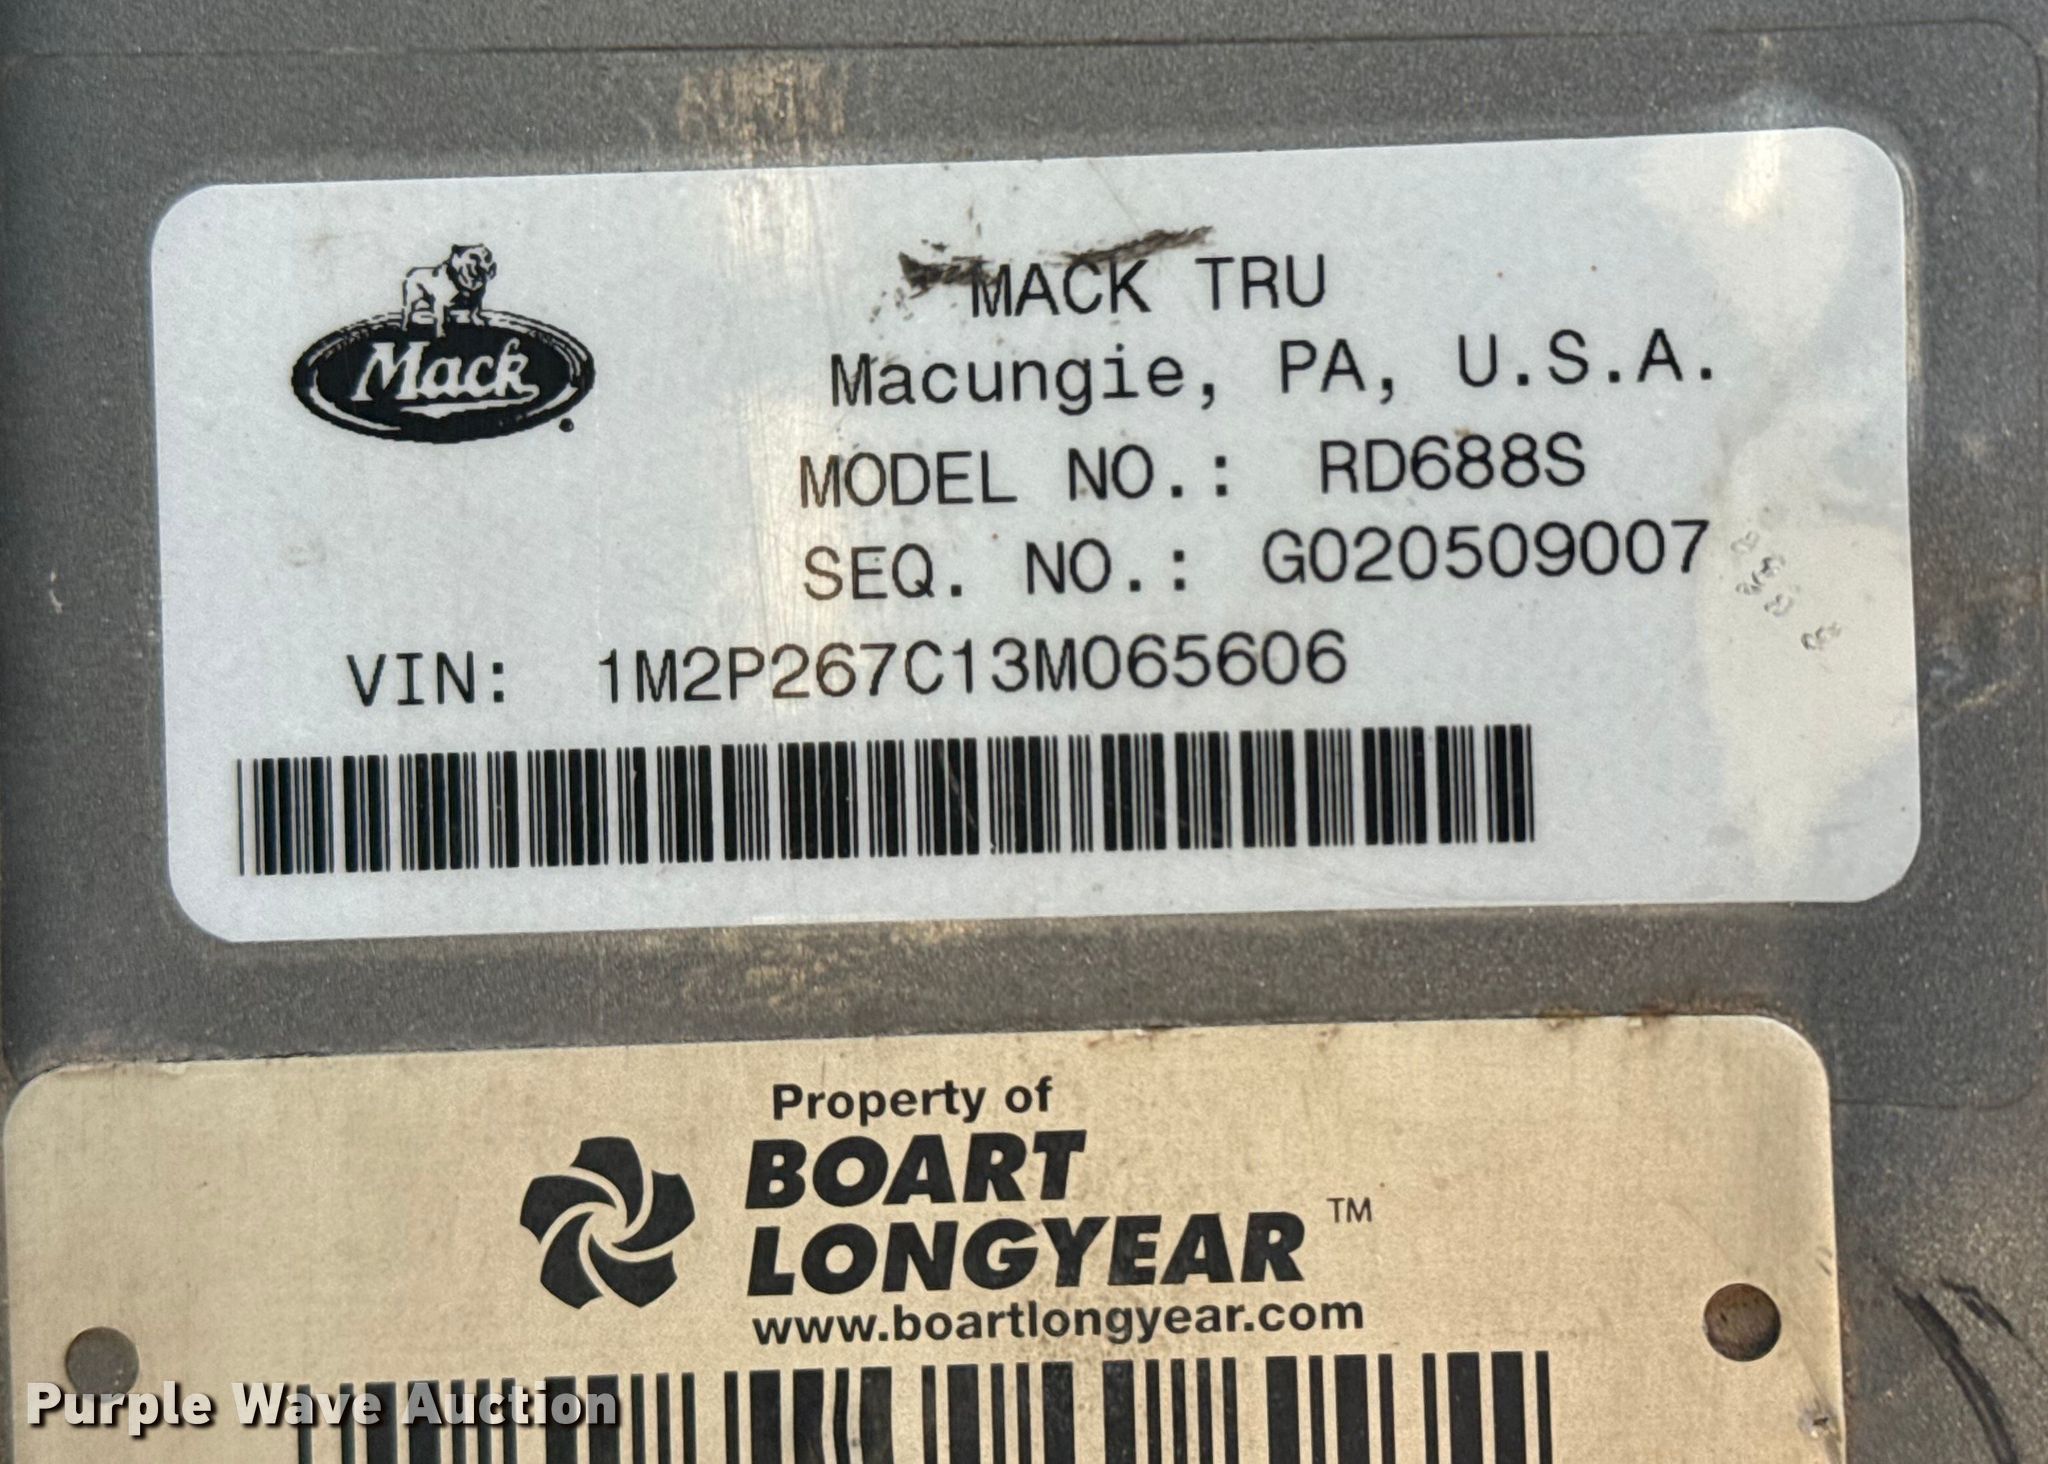 Mack
MACK TRU
Macungie, PA, U.S.A.
MODEL NO.: RD688S
SEQ. NO.: G020509007
VIN: 1M2P267C13M065606
Property of
BOART
LONGYEAR ™
www.boartlongyear.com
Purple Wave Auction